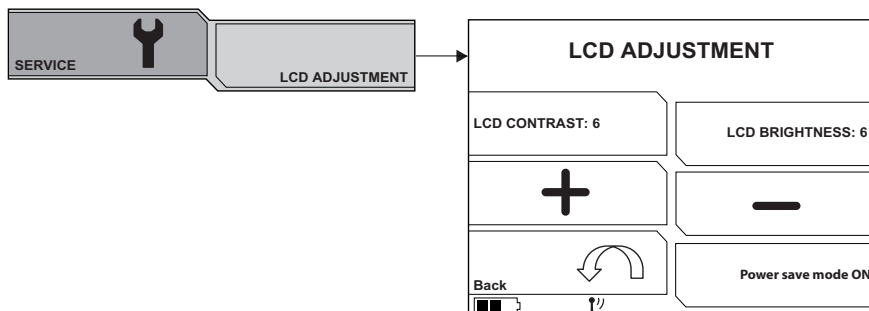 SERVICE
LCD ADJUSTMENT
LCD ADJUSTMENT
LCD CONTRAST: 6
LCD BRIGHTNESS: 6
Back
Power save mode ON